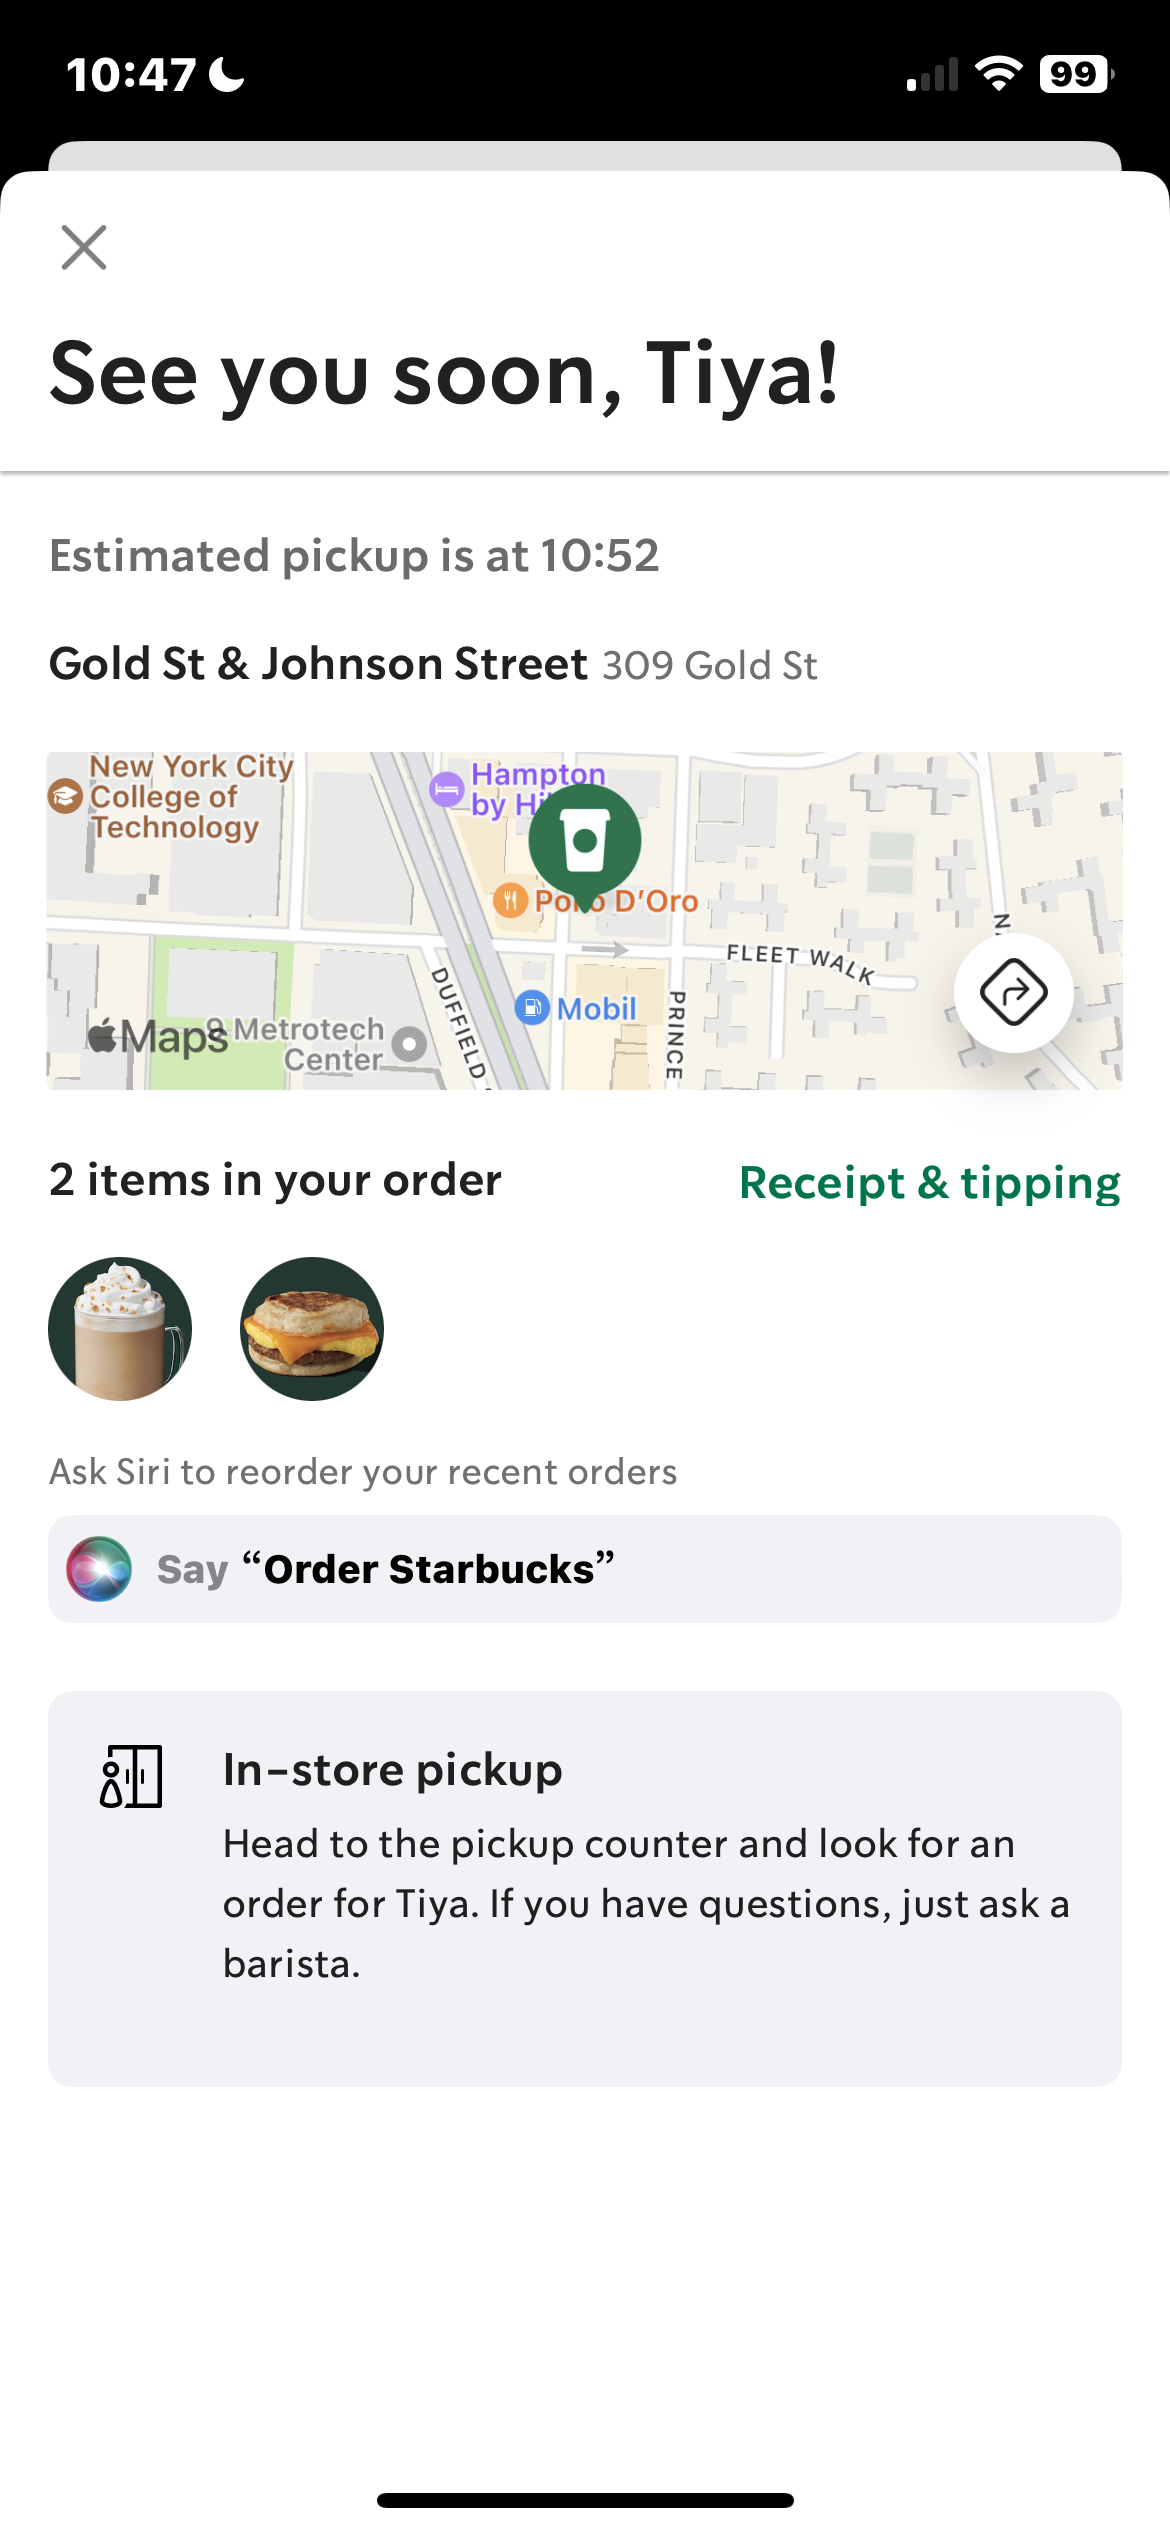 10:47
99
See you soon, Tiya!
Estimated pickup is at 10:52
Gold St & Johnson Street 309 Gold St
New York City
College of
Technology
Hampton
by
D'Oro
FLEET WALK
DUFFIELD
Mobil
PRINCE
Maps
9 Metrotech
Center
2 items in your order
Receipt & tipping
Ask Siri to reorder your recent orders
Say “Order Starbucks”
In-store pickup
Head to the pickup counter and look for an
order for Tiya. If you have questions, just ask a
barista.